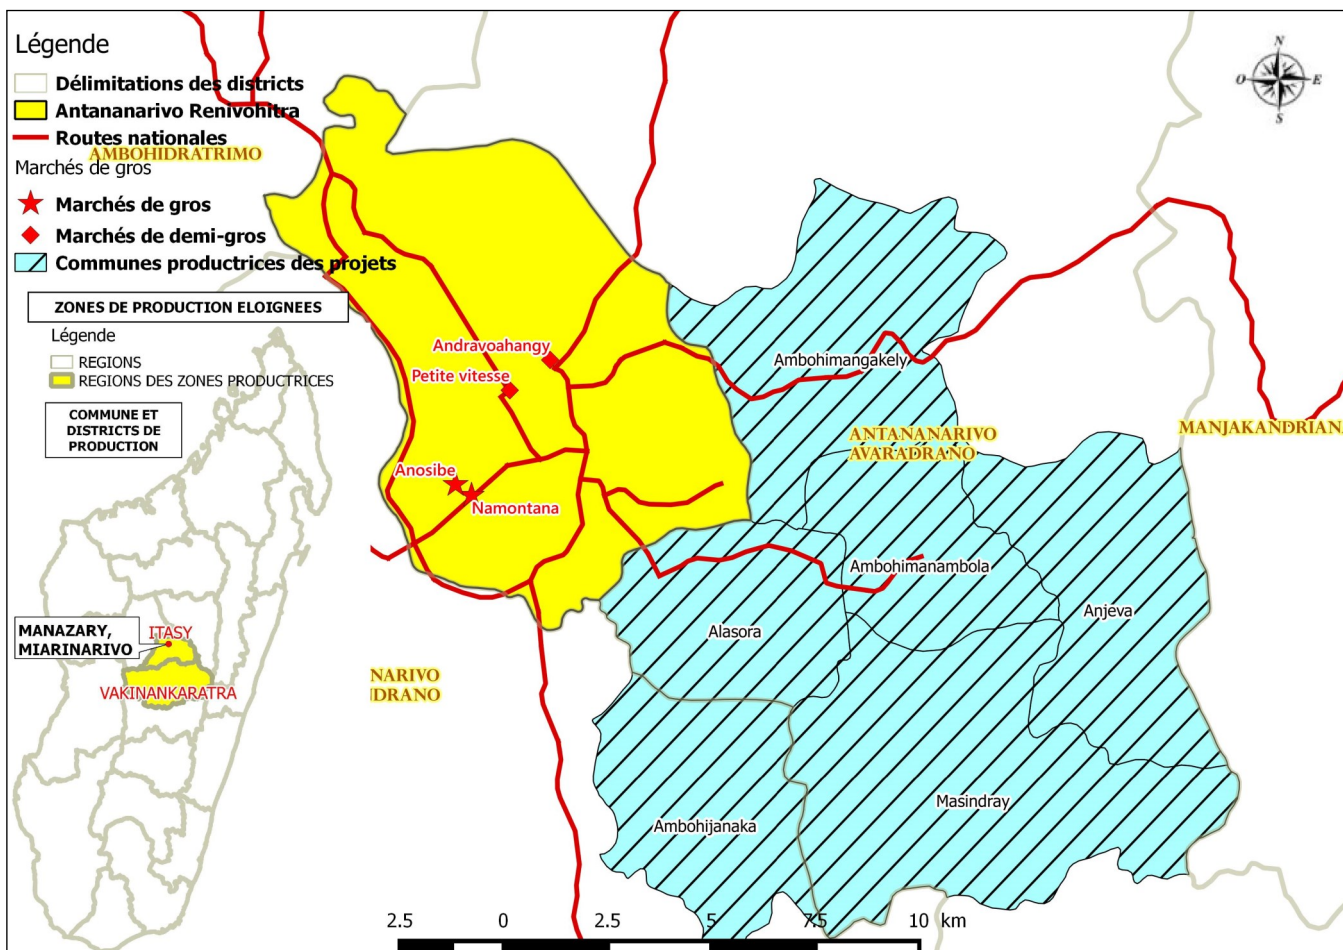 Légende
Délimitations des districts
Antananarivo Renivohitra
Routes nationales
AMBOHIDRATRIMO
Marchés de gros
Marchés de gros
Marchés de demi-gros
Communes productrices des projets
ZONES DE PRODUCTION ELOIGNEES
Légende
REGIONS
REGIONS DES ZONES PRODUCTRICES
COMMUNE ET
DISTRICTS DE
PRODUCTION
MANAZARY,
MIARINARIVO
ITASY
VAKINANKARATRA
N
O
E
S
Andravoahangy
Petite vitesse
Anosibe
Namontana
Ambohimangakely
ANTANANARIVO
AVARADRANO
MANJAKANDRIANA
Ambohimanambola
Anjeva
Alasora
NARIVO
DRANO
Masindray
Ambohijanaka
2.5 0 2.5 5 7.5 10 km